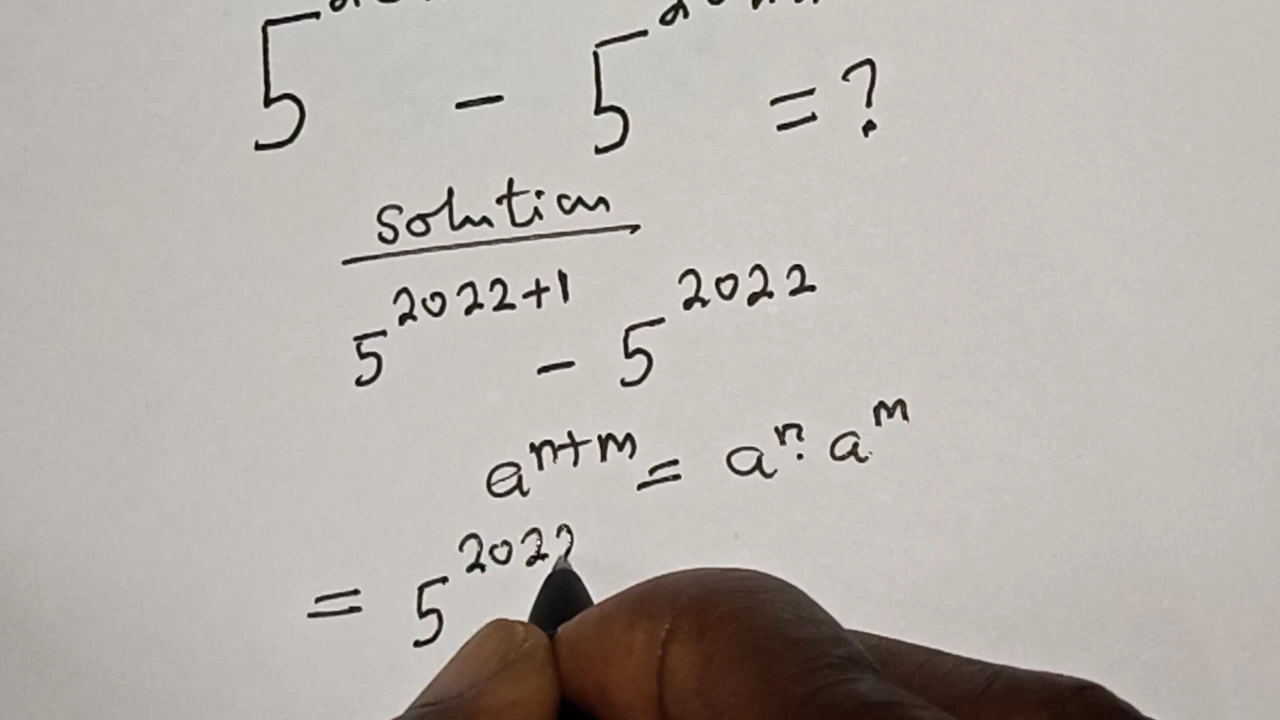 5 - 5 = ?
solution
5^2022+1 - 5^2022
a^n+m = a^n . a^m
= 5^2022